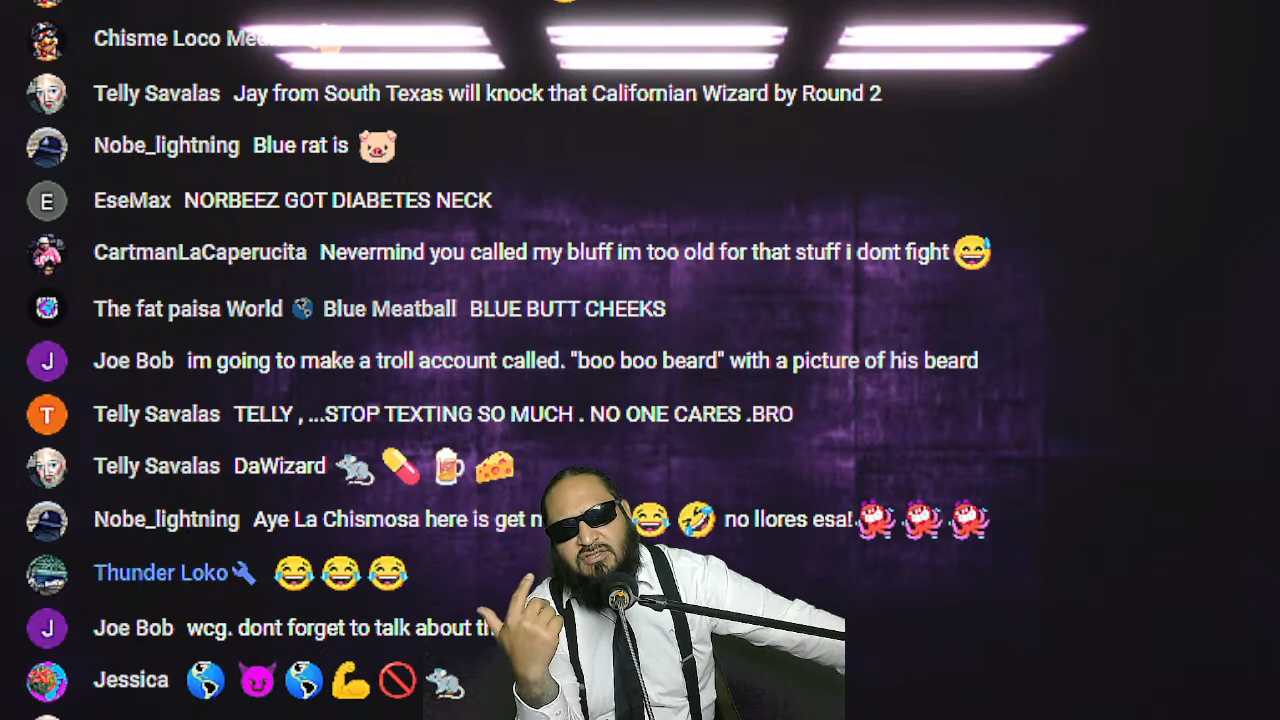 Chisme Loco Me
Telly Savalas Jay from South Texas will knock that Californian Wizard by Round 2
Nobe_lightning Blue rat is 🐷
E EseMax NORBEEZ GOT DIABETES NECK
CartmanLaCaperucita Nevermind you called my bluff im too old for that stuff i dont fight 😅
The fat paisa World 🌎 Blue Meatball BLUE BUTT CHEEKS
J Joe Bob im going to make a troll account called. "boo boo beard" with a picture of his beard
T Telly Savalas TELLY , ...STOP TEXTING SO MUCH . NO ONE CARES .BRO
Telly Savalas DaWizard 🐀 💊 🍺 🧀
Nobe_lightning Aye La Chismosa here is get 😂 🤣 no llores esa!
Thunder Loko 😂 😂 😂
J Joe Bob wcg. dont forget to talk about
Jessica 🌎 😈 🌎 💪 🚫 🐀